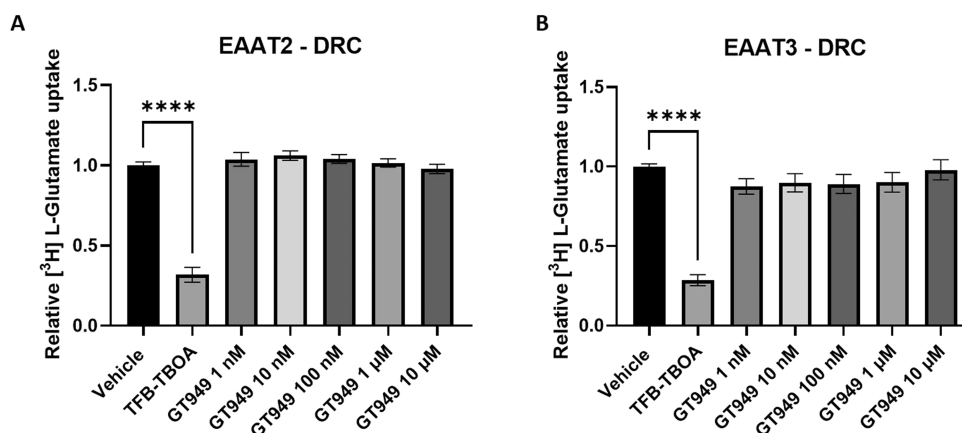 A
EAAT2 - DRC
Relative [³H] L-Glutamate uptake
1.5
1.0
0.5
0.0
****
Vehicle
TFB-TBOA
GT949 1 nM
GT949 10 nM
GT949 100 nM
GT949 1 µM
GT949 10 µM
B
EAAT3 - DRC
Relative [³H] L-Glutamate uptake
1.5
1.0
0.5
0.0
****
Vehicle
TFB-TBOA
GT949 1 nM
GT949 10 nM
GT949 100 nM
GT949 1 µM
GT949 10 µM